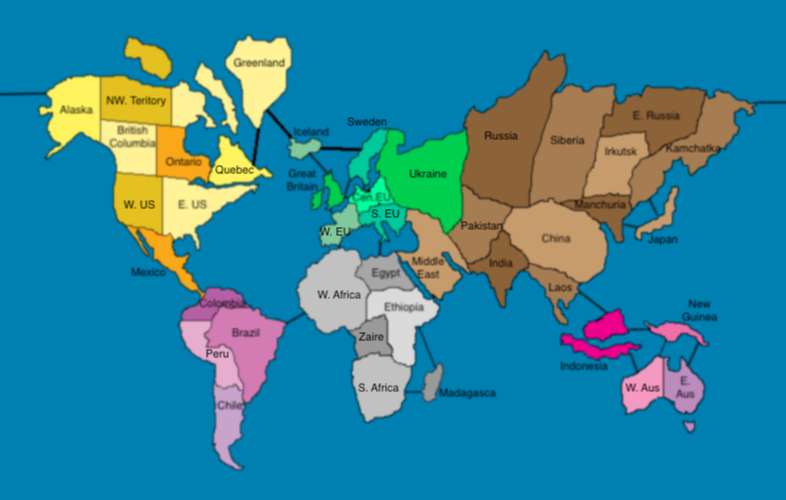 Greenland
Alaska
NW. Teritory
British
Columbia
Ontario
Quebec
W. US
E. US
Mexico
Iceland
Sweden
Great
Britain
Cen.EU
S. EU
W. EU
Ukraine
Russia
Siberia
E. Russia
Irkutsk
Kamchatka
Manchuria
Japan
Pakistan
China
India
Laos
Middle
East
Colombia
Brazil
Peru
Chile
W. Africa
Egypt
Ethiopia
Zaire
S. Africa
Madagasca
New
Guinea
Indonesia
W. Aus
E.
Aus